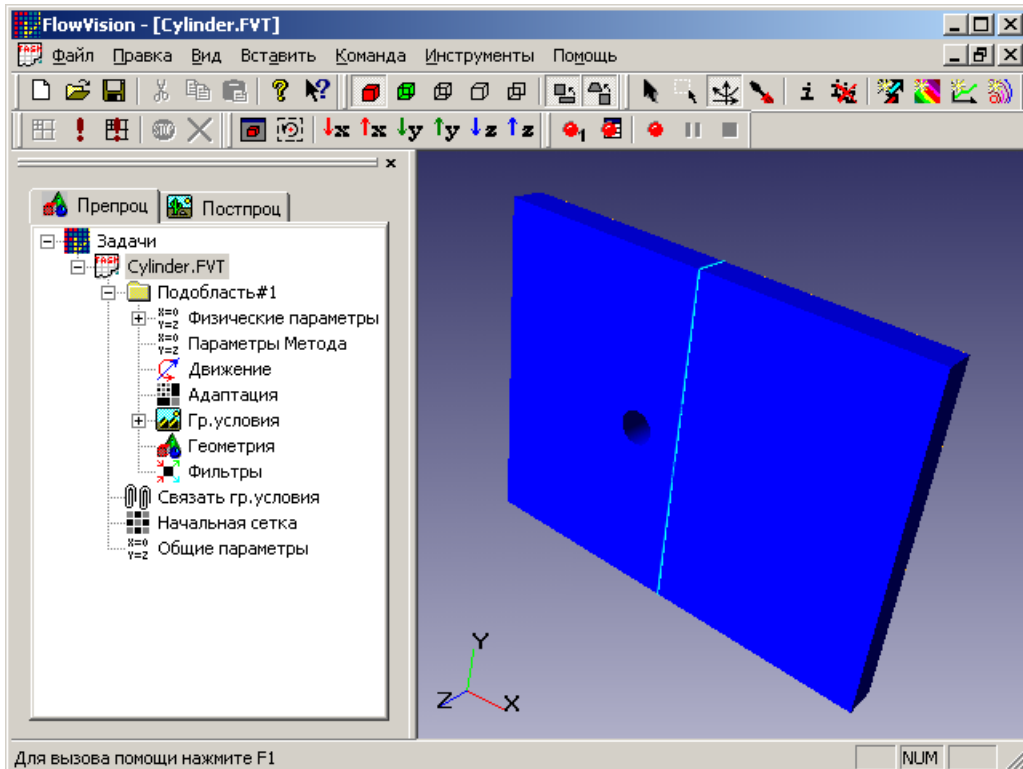 FlowVision - [Cylinder.FVT]
Файл Правка Вид Вставить Команда Инструменты Помощь
x x y y z z 1
Препроц Постпроц
Задачи
Cylinder.FVT
Подобласть#1
Физические параметры
Параметры Метода
Движение
Адаптация
Гр.условия
Геометрия
Фильтры
Связать гр.условия
Начальная сетка
Общие параметры
Y
Z X
Для вызова помощи нажмите F1 NUM